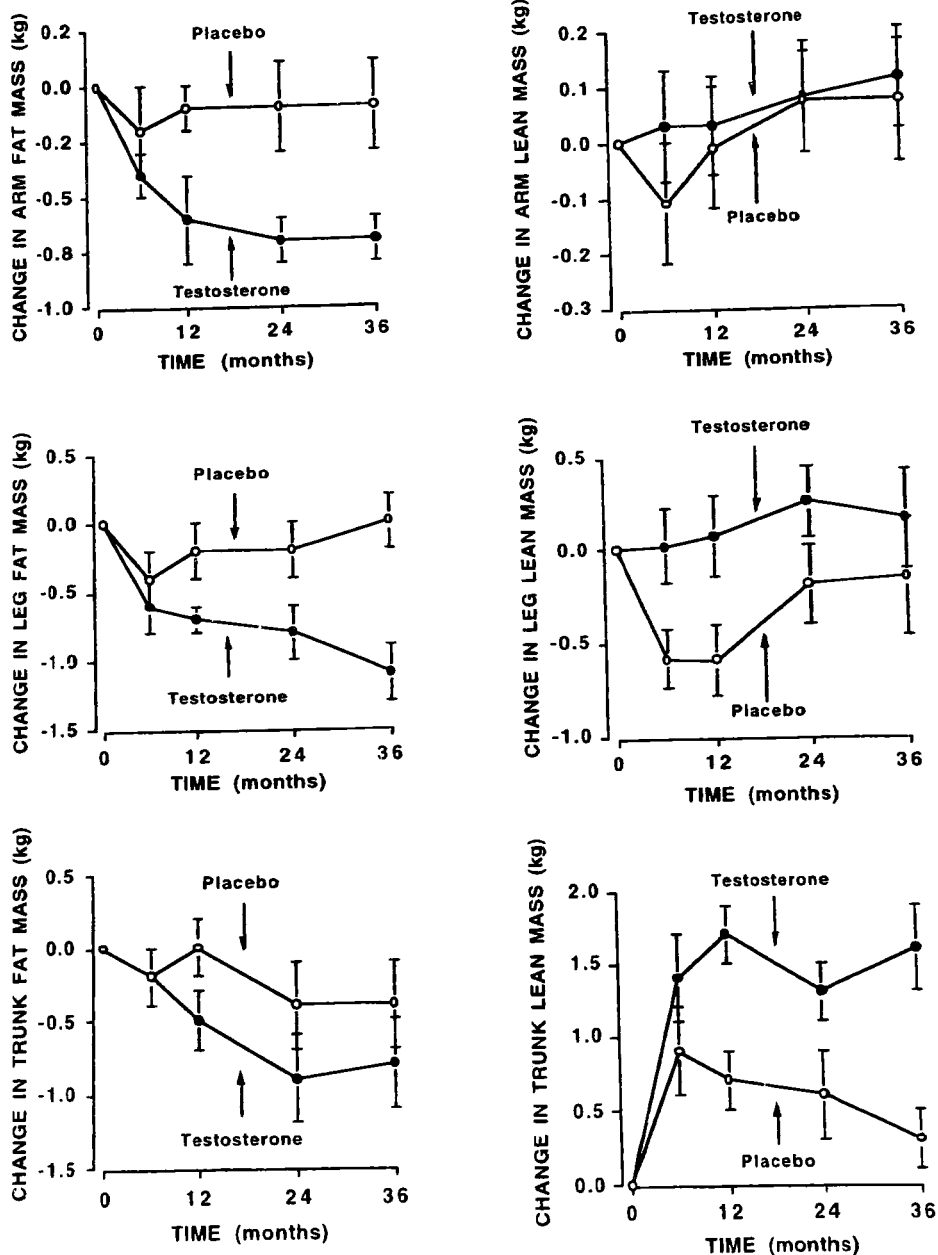 CHANGE IN ARM FAT MASS (kg)
0.2
0.0
-0.2
-0.5
-0.8
-1.0
Placebo
Testosterone
0 12 24 36
TIME (months)
CHANGE IN ARM LEAN MASS (kg)
0.2
0.1
0.0
-0.1
-0.2
-0.3
Testosterone
Placebo
0 12 24 36
TIME (months)
CHANGE IN LEG FAT MASS (kg)
0.5
0.0
-0.5
-1.0
-1.5
Placebo
Testosterone
0 12 24 36
TIME (months)
CHANGE IN LEG LEAN MASS (kg)
0.5
0.0
-0.5
-1.0
Testosterone
Placebo
0 12 24 36
TIME (months)
CHANGE IN TRUNK FAT MASS (kg)
0.5
0.0
-0.5
-1.0
-1.5
Placebo
Testosterone
0 12 24 36
TIME (months)
CHANGE IN TRUNK LEAN MASS (kg)
2.0
1.5
1.0
0.5
0.0
Testosterone
Placebo
0 12 24 36
TIME (months)